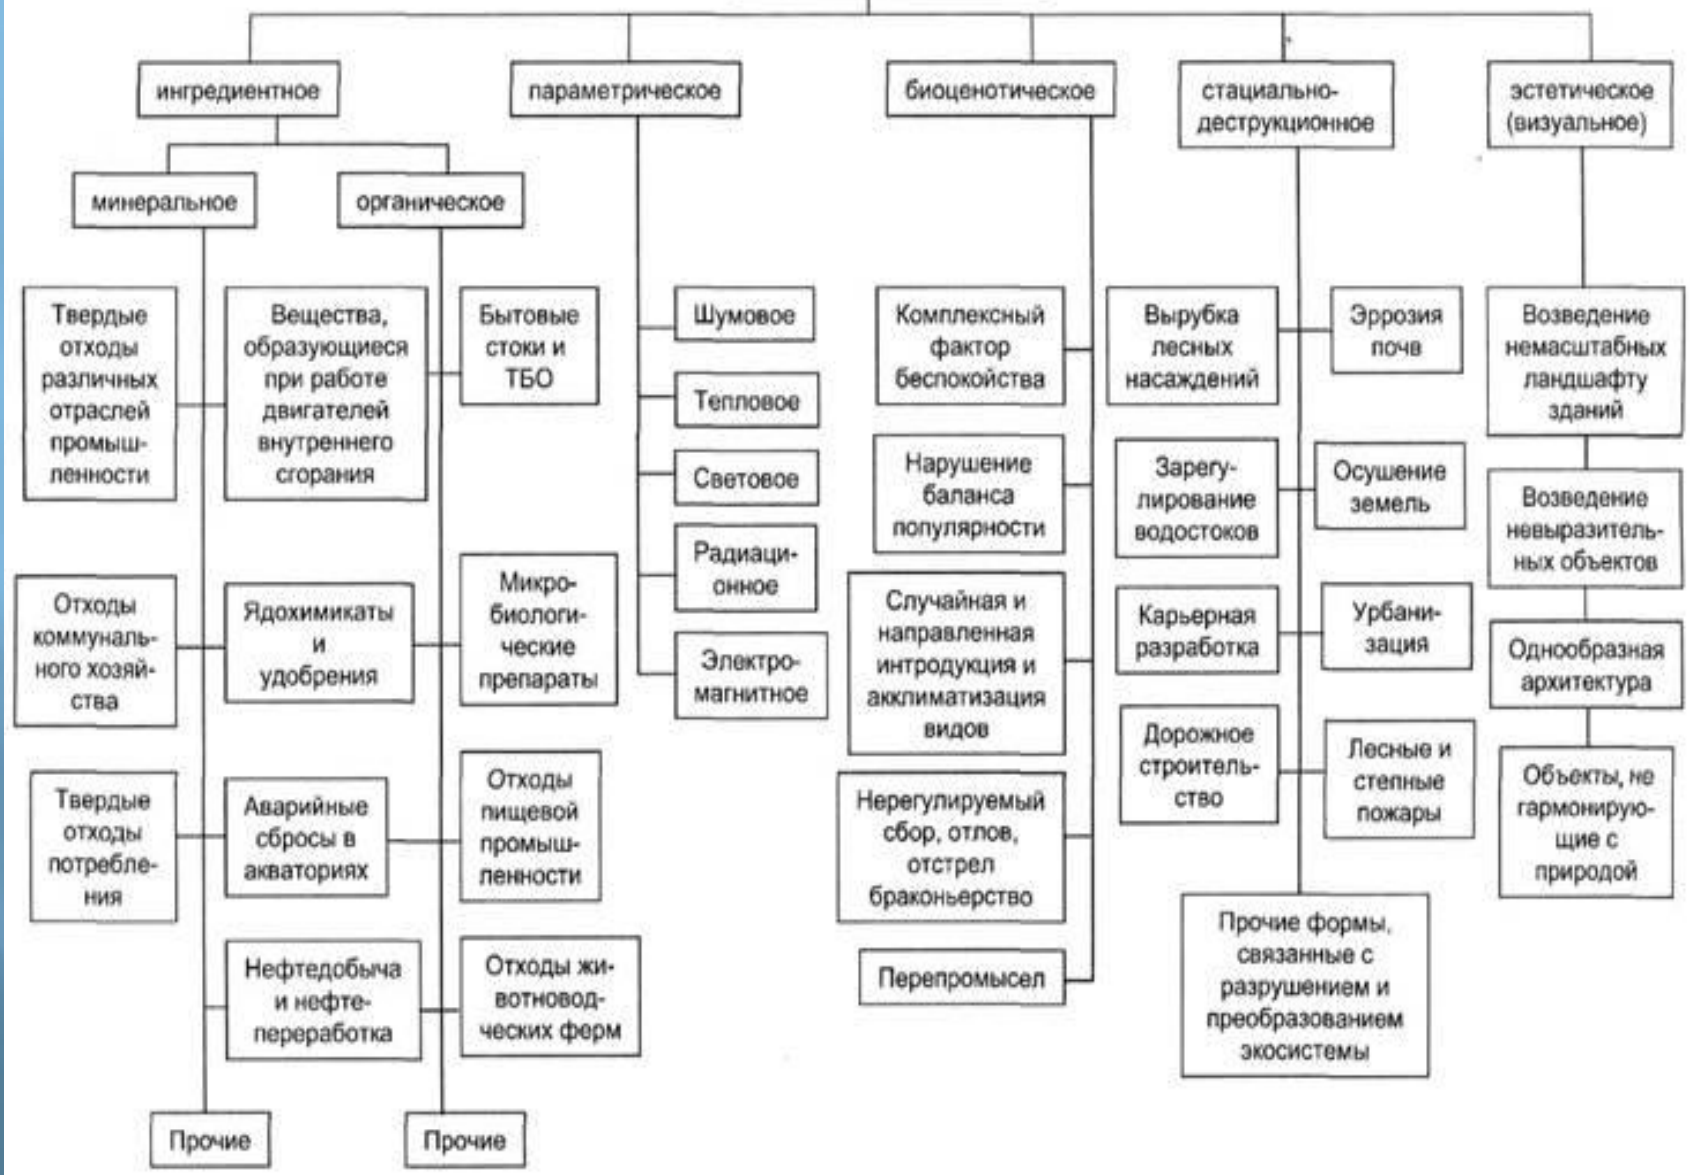 ингредиентное
параметрическое
биоценотическое
стациально-
деструкционное
эстетическое
(визуальное)
минеральное
органическое
Твердые
отходы
различных
отраслей
промыш-
ленности
Вещества,
образующиеся
при работе
двигателей
внутреннего
сгорания
Бытовые
стоки и
ТБО
Шумовое
Тепловое
Световое
Радиаци-
онное
Электро-
магнитное
Комплексный
фактор
беспокойства
Нарушение
баланса
популярности
Случайная и
направленная
интродукция и
акклиматизация
видов
Нерегулируемый
сбор, отлов,
отстрел
браконьерство
Перепромысел
Вырубка
лесных
насаждений
Эррозия
почв
Зарегу-
лирование
водостоков
Осушение
земель
Карьерная
разработка
Урбани-
зация
Дорожное
строитель-
ство
Лесные и
степные
пожары
Прочие формы,
связанные с
разрушением и
преобразованием
экосистемы
Возведение
немасштабных
ландшафту
зданий
Возведение
невыразитель-
ных объектов
Однообразная
архитектура
Объекты, не
гармонирую-
щие с
природой
Отходы
коммуналь-
ного хозяй-
ства
Ядохимикаты
и
удобрения
Микро-
биологи-
ческие
препараты
Твердые
отходы
потребле-
ния
Аварийные
сбросы в
акваториях
Отходы
пищевой
промыш-
ленности
Нефтедобыча
и нефте-
переработка
Отходы жи-
вотновод-
ческих ферм
Прочие
Прочие